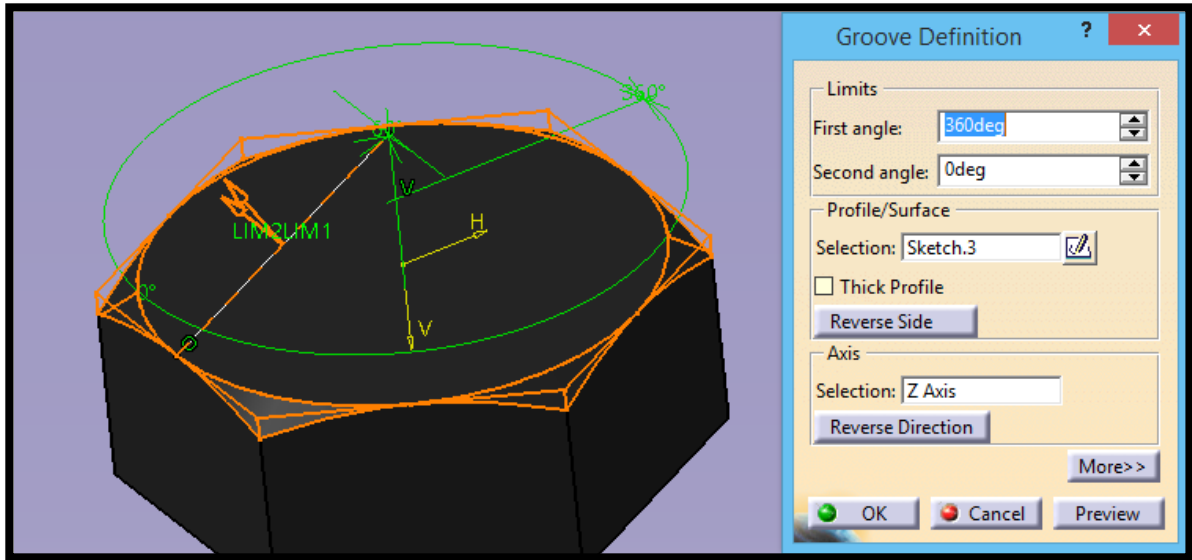 Groove Definition ?
Limits
First angle: 360deg
Second angle: 0deg
Profile/Surface
Selection: Sketch.3
Thick Profile
Reverse Side
Axis
Selection: Z Axis
Reverse Direction
More>>
OK Cancel Preview
360°
V
H
LIM2LIM1
0°
V